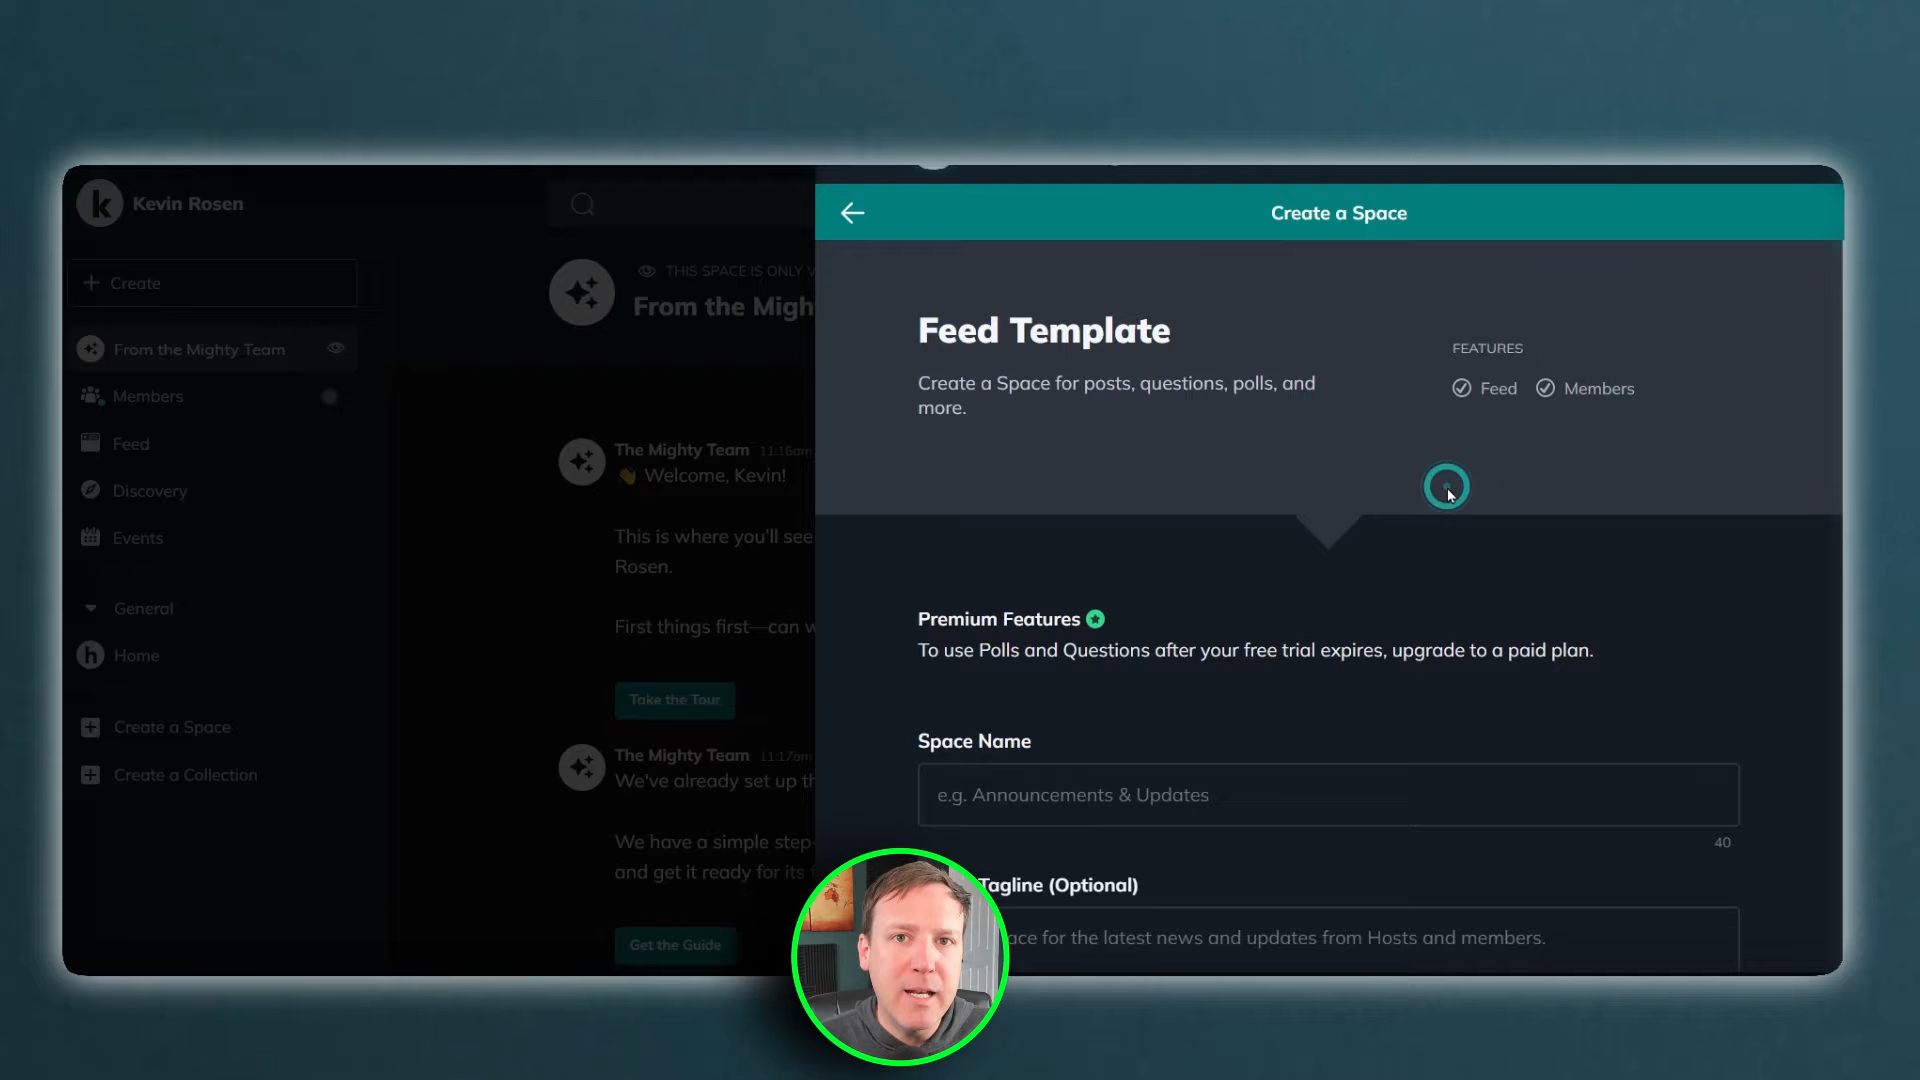 k Kevin Rosen
+ Create
From the Mighty Team
Members
Feed
Discovery
Events
General
h Home
Create a Space
Create a Collection
THIS SPACE IS ONLY V
From the Migh
The Mighty Team 11:16am
👋 Welcome, Kevin!
This is where you'll see
Rosen.
First things first—can w
Take the Tour
The Mighty Team 11:17am
We've already set up th
We have a simple step-
and get it ready for its
Get the Guide
Create a Space
Feed Template
Create a Space for posts, questions, polls, and
more.
FEATURES
Feed Members
Premium Features
To use Polls and Questions after your free trial expires, upgrade to a paid plan.
Space Name
e.g. Announcements & Updates
40
Tagline (Optional)
ace for the latest news and updates from Hosts and members.